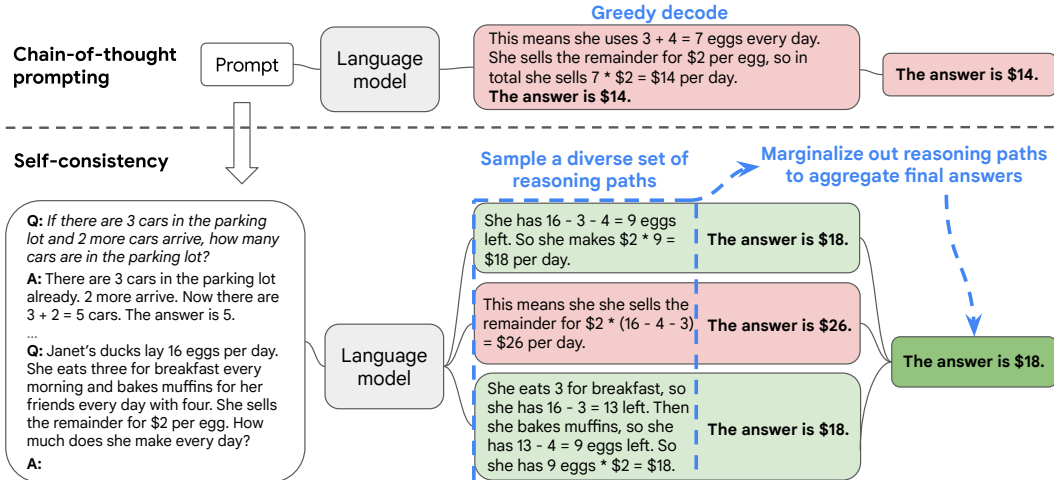 Greedy decode
Chain-of-thought
prompting
Prompt
Language
model
This means she uses 3 + 4 = 7 eggs every day.
She sells the remainder for $2 per egg, so in
total she sells 7 * $2 = $14 per day.
The answer is $14.
The answer is $14.
Self-consistency
Sample a diverse set of
reasoning paths
Marginalize out reasoning paths
to aggregate final answers
Q: If there are 3 cars in the parking
lot and 2 more cars arrive, how many
cars are in the parking lot?
A: There are 3 cars in the parking lot
already. 2 more arrive. Now there are
3 + 2 = 5 cars. The answer is 5.
...
Q: Janet's ducks lay 16 eggs per day.
She eats three for breakfast every
morning and bakes muffins for her
friends every day with four. She sells
the remainder for $2 per egg. How
much does she make every day?
A:
Language
model
She has 16 - 3 - 4 = 9 eggs
left. So she makes $2 * 9 =
$18 per day.
The answer is $18.
This means she she sells the
remainder for $2 * (16 - 4 - 3)
= $26 per day.
The answer is $26.
She eats 3 for breakfast, so
she has 16 - 3 = 13 left. Then
she bakes muffins, so she
has 13 - 4 = 9 eggs left. So
she has 9 eggs * $2 = $18.
The answer is $18.
The answer is $18.